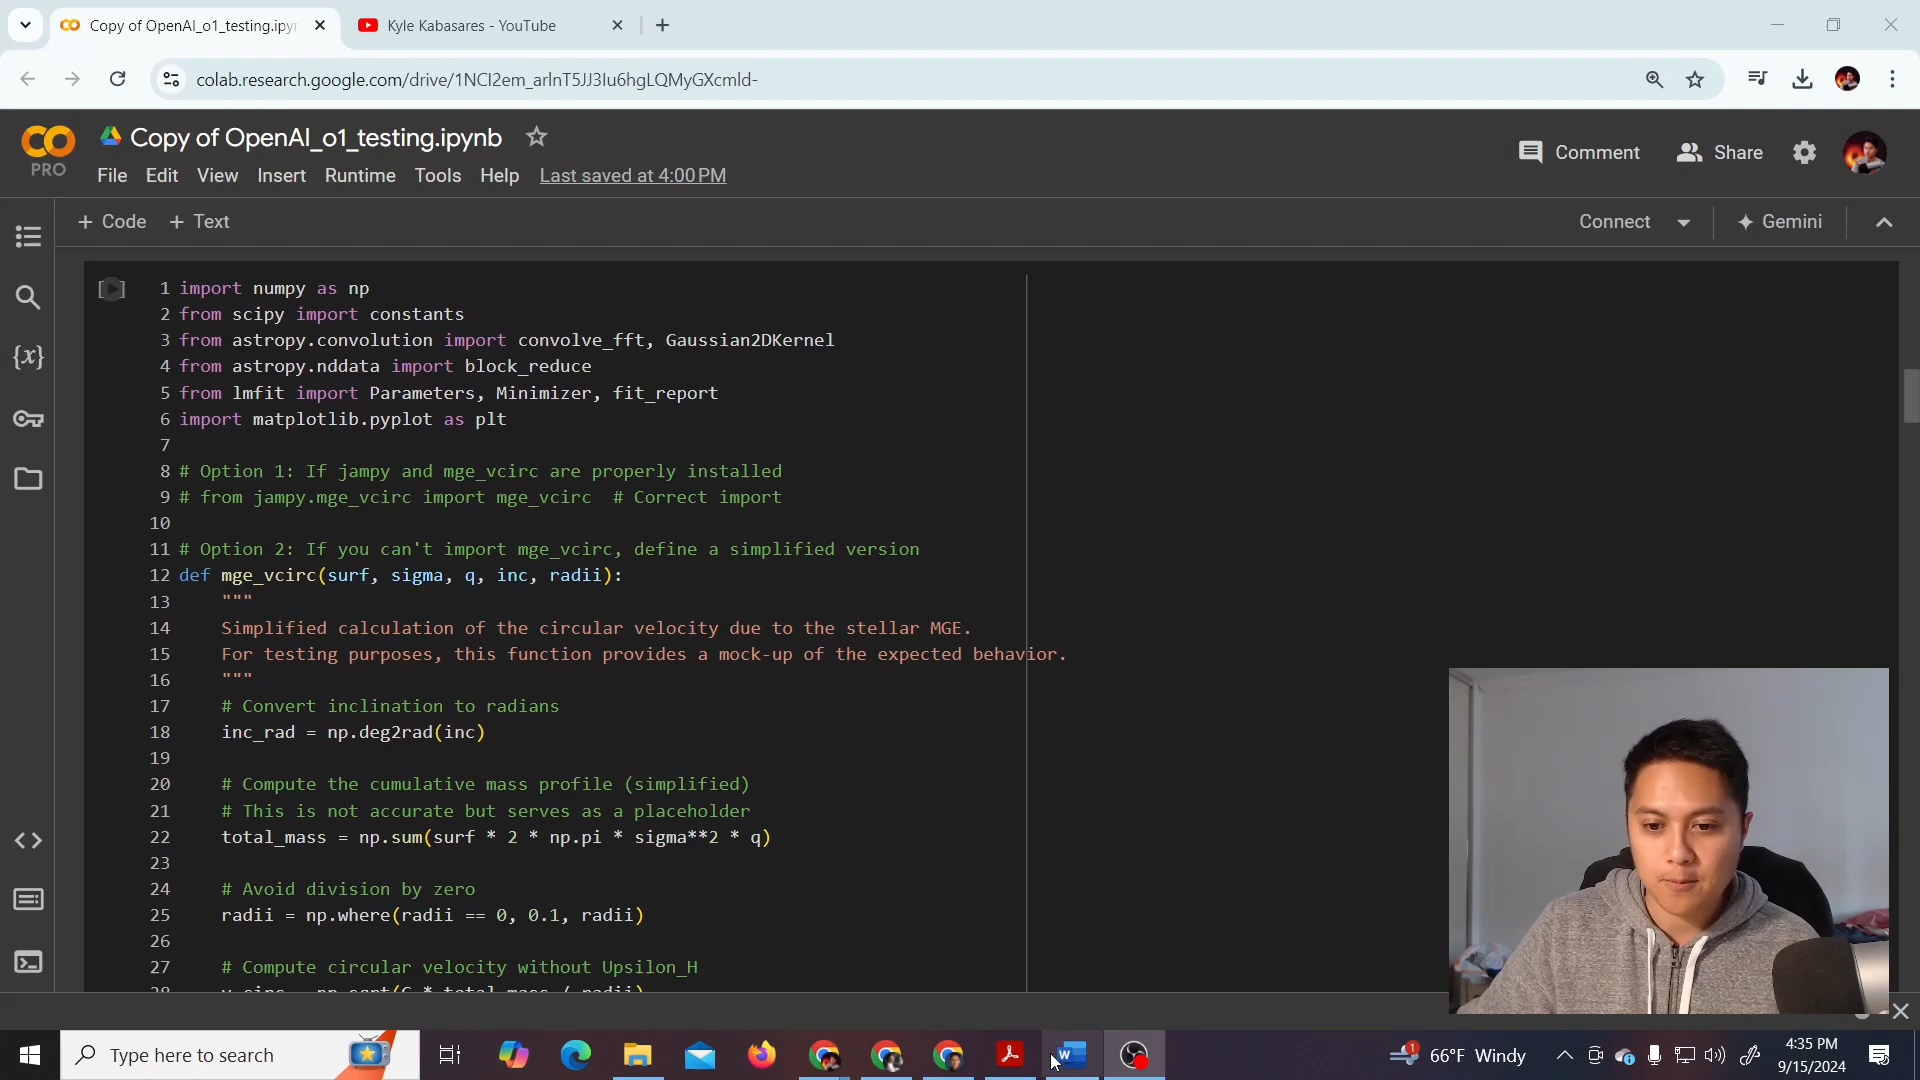 Copy of OpenAI_o1_testing.ipyn
Kyle Kabasares - YouTube
colab.research.google.com/drive/1NCI2em_arlnT5JJ3Iu6hgLQMyGXcmld-
Copy of OpenAI_o1_testing.ipynb
PRO
File Edit View Insert Runtime Tools Help Last saved at 4:00 PM
Comment Share
+ Code + Text
Connect Gemini
1 import numpy as np
2 from scipy import constants
3 from astropy.convolution import convolve_fft, Gaussian2DKernel
4 from astropy.nddata import block_reduce
5 from lmfit import Parameters, Minimizer, fit_report
6 import matplotlib.pyplot as plt
7
8 # Option 1: If jampy and mge_vcirc are properly installed
9 # from jampy.mge_vcirc import mge_vcirc # Correct import
10
11 # Option 2: If you can't import mge_vcirc, define a simplified version
12 def mge_vcirc(surf, sigma, q, inc, radii):
13 """
14 Simplified calculation of the circular velocity due to the stellar MGE.
15 For testing purposes, this function provides a mock-up of the expected behavior.
16 """
17 # Convert inclination to radians
18 inc_rad = np.deg2rad(inc)
19
20 # Compute the cumulative mass profile (simplified)
21 # This is not accurate but serves as a placeholder
22 total_mass = np.sum(surf * 2 * np.pi * sigma**2 * q)
23
24 # Avoid division by zero
25 radii = np.where(radii == 0, 0.1, radii)
26
27 # Compute circular velocity without Upsilon_H
28 v_circ = np.sqrt(G * total_mass / radii)
Type here to search
66°F Windy
4:35 PM
9/15/2024